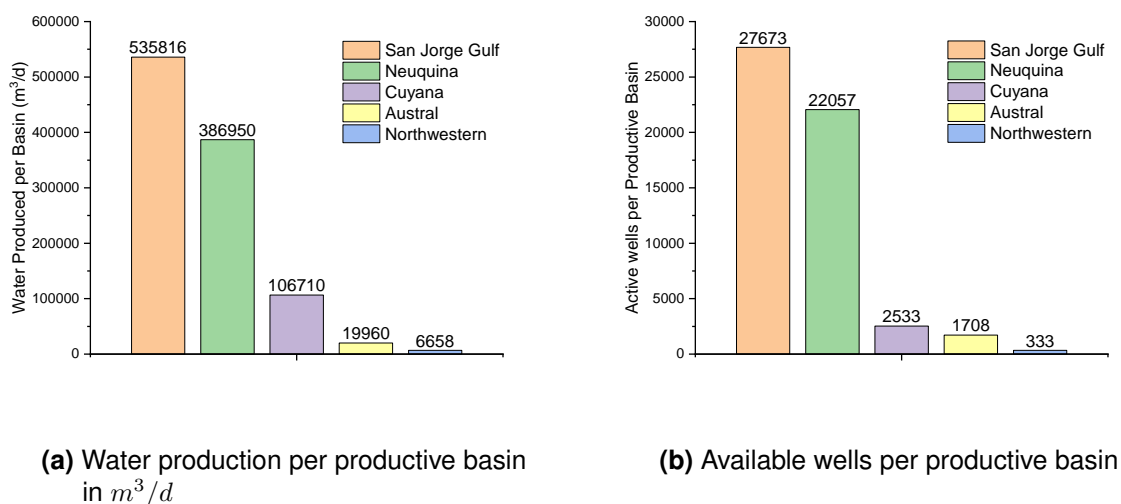 Water Produced per Basin (m³/d)
600000
500000
400000
300000
200000
100000
0
535816
386950
106710
19960
6658
San Jorge Gulf
Neuquina
Cuyana
Austral
Northwestern
(a) Water production per productive basin
in m³/d
Active wells per Productive Basin
30000
25000
20000
15000
10000
5000
0
27673
22057
2533
1708
333
San Jorge Gulf
Neuquina
Cuyana
Austral
Northwestern
(b) Available wells per productive basin